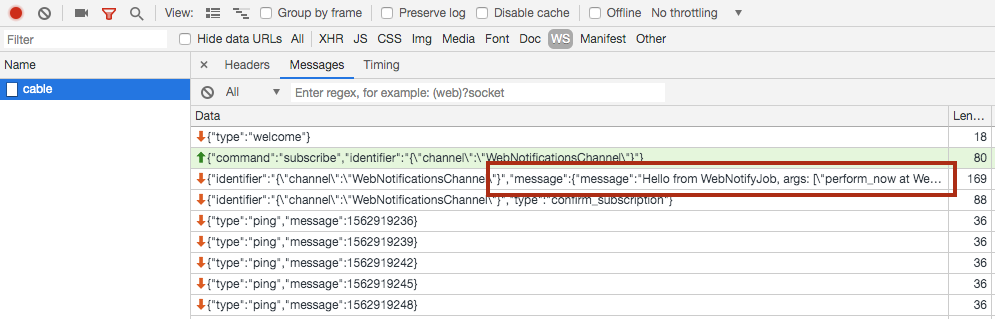 View: Group by frame Preserve log Disable cache Offline No throttling
Filter Hide data URLs All XHR JS CSS Img Media Font Doc WS Manifest Other
Name × Headers Messages Timing
cable All Enter regex, for example: (web)?socket
Data Len…
{"type":"welcome"} 18
{"command":"subscribe","identifier":"{\"channel\":\"WebNotificationsChannel\"}"} 80
{"identifier":"{\"channel\":\"WebNotificationsChannel\"}","message":{"message":"Hello from WebNotifyJob, args: [\"perform_now at We… 169
{"identifier":"{\"channel\":\"WebNotificationsChannel\"}","type":"confirm_subscription"} 88
{"type":"ping","message":1562919236} 36
{"type":"ping","message":1562919239} 36
{"type":"ping","message":1562919242} 36
{"type":"ping","message":1562919245} 36
{"type":"ping","message":1562919248} 36